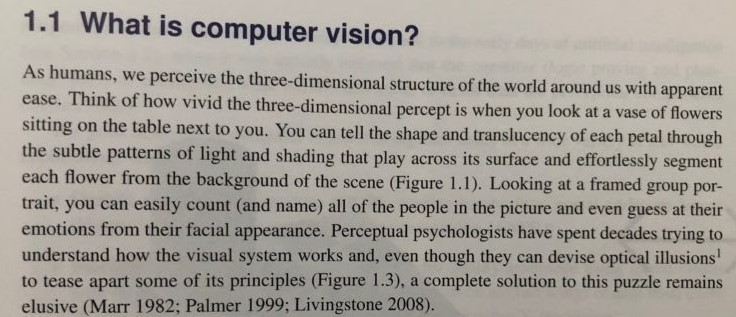 1.1 What is computer vision?
As humans, we perceive the three-dimensional structure of the world around us with apparent
ease. Think of how vivid the three-dimensional percept is when you look at a vase of flowers
sitting on the table next to you. You can tell the shape and translucency of each petal through
the subtle patterns of light and shading that play across its surface and effortlessly segment
each flower from the background of the scene (Figure 1.1). Looking at a framed group por-
trait, you can easily count (and name) all of the people in the picture and even guess at their
emotions from their facial appearance. Perceptual psychologists have spent decades trying to
understand how the visual system works and, even though they can devise optical illusions¹
to tease apart some of its principles (Figure 1.3), a complete solution to this puzzle remains
elusive (Marr 1982; Palmer 1999; Livingstone 2008).